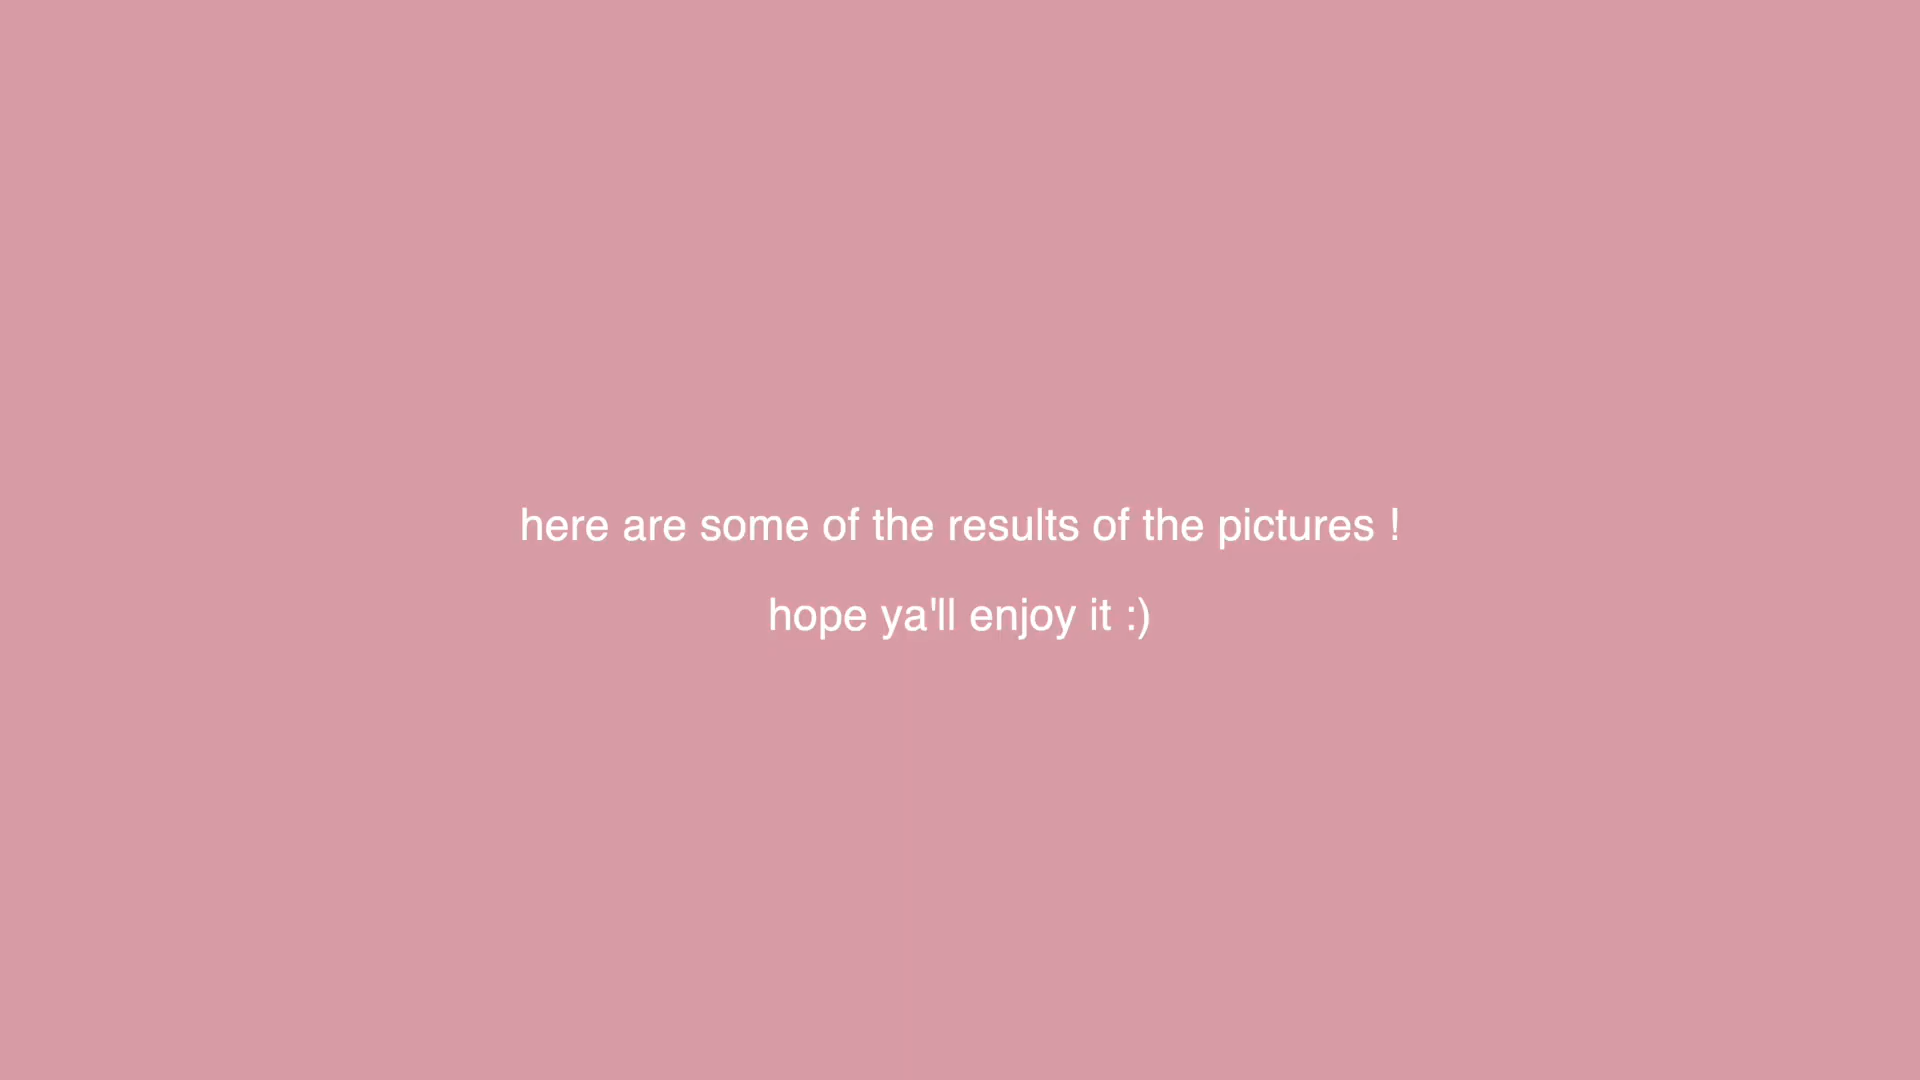 here are some of the results of the pictures !
hope ya'll enjoy it :)